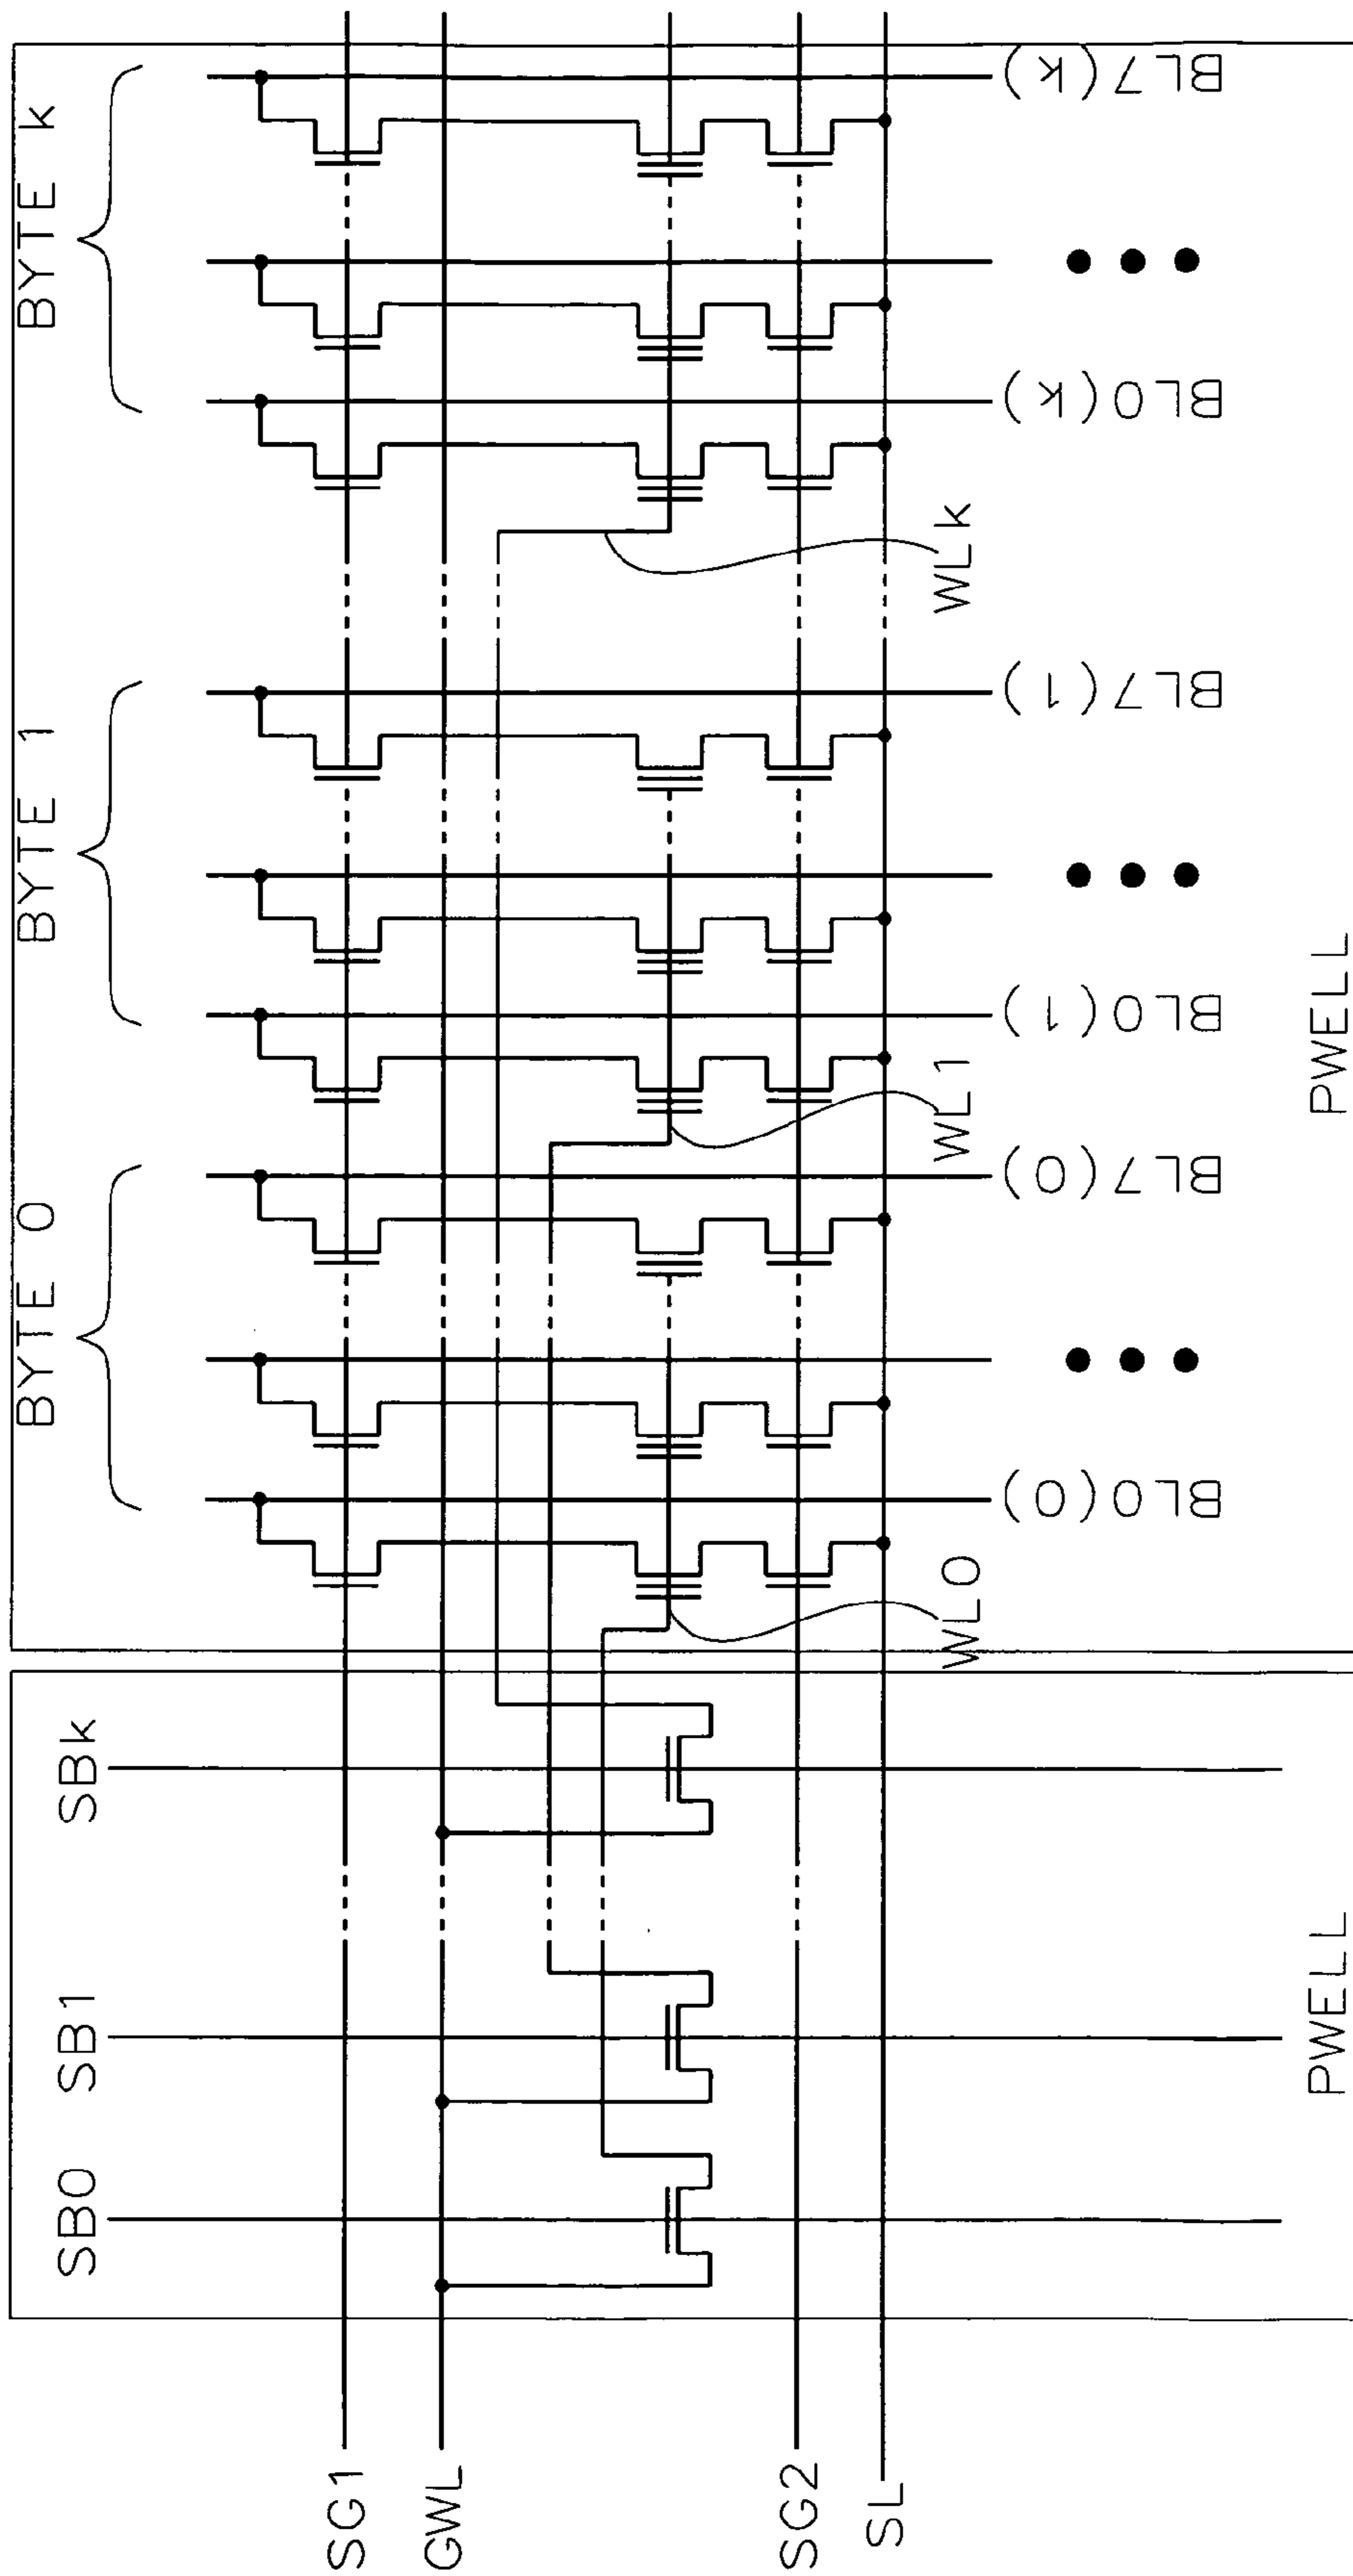 SB0
SB1
SBk
BYTE 0
BYTE 1
BYTE k
SG1
GWL
SG2
SL
WL0
WL1
WLk
BL0(0)
BL7(0)
BL0(1)
BL7(1)
BL0(k)
BL7(k)
PWELL
PWELL